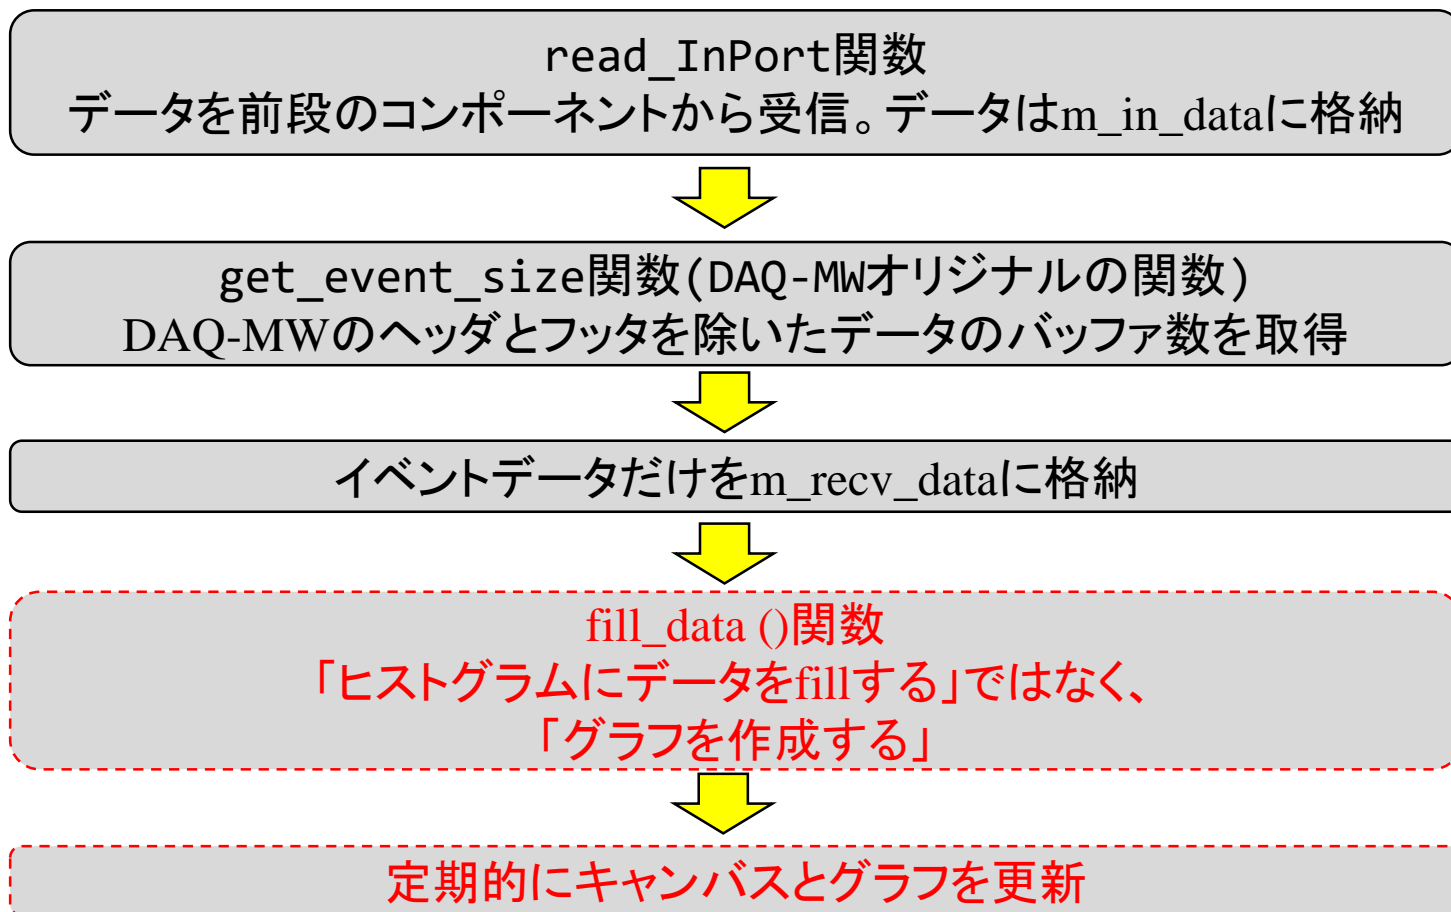 read_InPort関数
データを前段のコンポーネントから受信。データはm_in_dataに格納
get_event_size関数(DAQ-MWオリジナルの関数)
DAQ-MWのヘッダとフッタを除いたデータのバッファ数を取得
イベントデータだけをm_recv_dataに格納
fill_data ()関数
「ヒストグラムにデータをfillする」ではなく、
「グラフを作成する」
定期的にキャンバスとグラフを更新